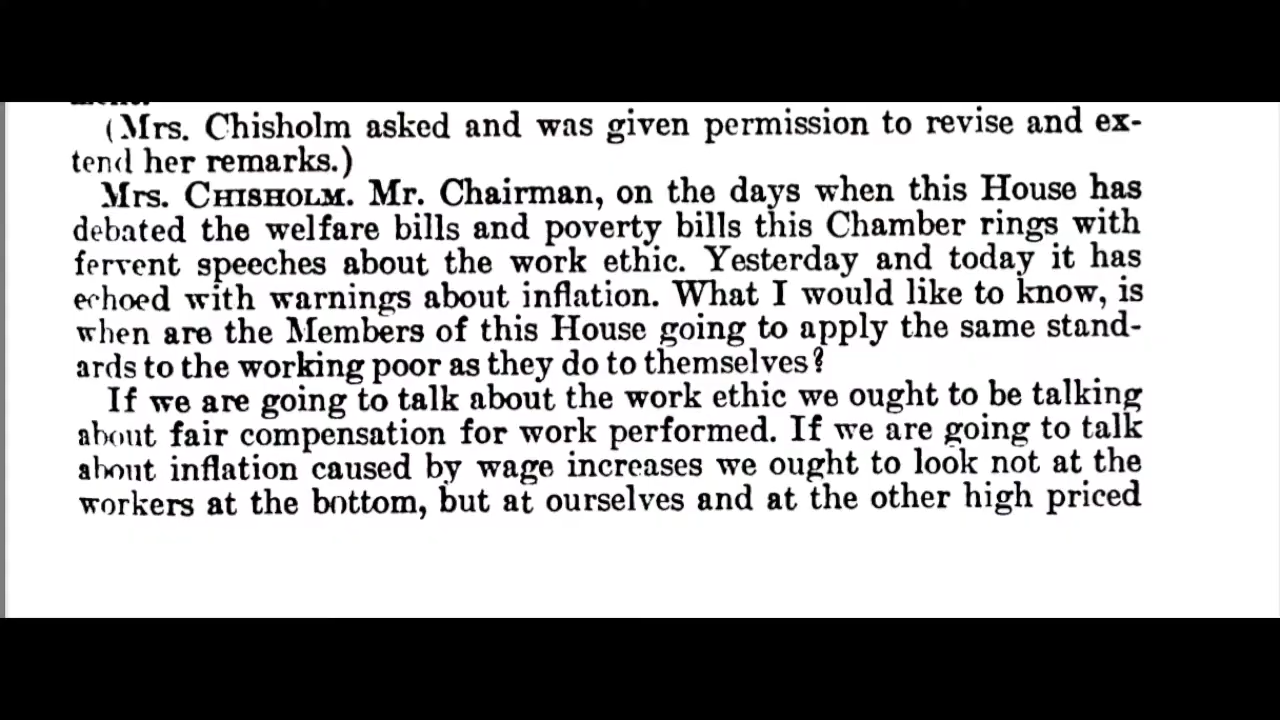 (Mrs. Chisholm asked and was given permission to revise and ex-
tend her remarks.)
Mrs. CHISHOLM. Mr. Chairman, on the days when this House has
debated the welfare bills and poverty bills this Chamber rings with
fervent speeches about the work ethic. Yesterday and today it has
echoed with warnings about inflation. What I would like to know, is
when are the Members of this House going to apply the same stand-
ards to the working poor as they do to themselves?
If we are going to talk about the work ethic we ought to be talking
about fair compensation for work performed. If we are going to talk
about inflation caused by wage increases we ought to look not at the
workers at the bottom, but at ourselves and at the other high priced